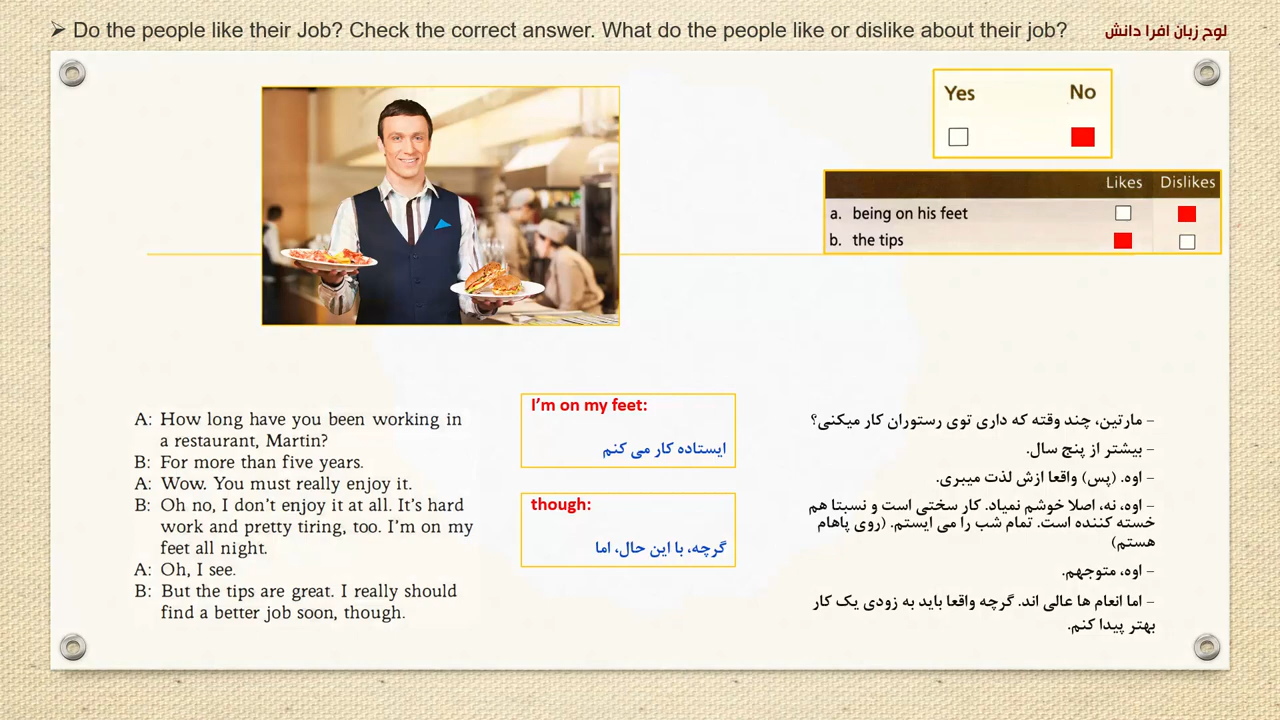 ➢ Do the people like their Job? Check the correct answer. What do the people like or dislike about their job?
لوح زبان افرا دانش
Yes No
Likes Dislikes
a. being on his feet
b. the tips
A: How long have you been working in
a restaurant, Martin?
B: For more than five years.
A: Wow. You must really enjoy it.
B: Oh no, I don't enjoy it at all. It's hard
work and pretty tiring, too. I'm on my
feet all night.
A: Oh, I see.
B: But the tips are great. I really should
find a better job soon, though.
I'm on my feet:
ایستاده کار می کنم
though:
گرچه، با این حال، اما
– مارتین، چند وقته که داری توی رستوران کار میکنی؟
– بیشتر از پنج سال.
– اوه. (پس) واقعا ازش لذت میبری.
– اوه، نه، اصلا خوشم نمیاد. کار سختی است و نسبتا هم
خسته کننده است. تمام شب را می ایستم. (روی پاهام
هستم)
– اوه، متوجهم.
– اما انعام ها عالی اند. گرچه واقعا باید به زودی یک کار
بهتر پیدا کنم.